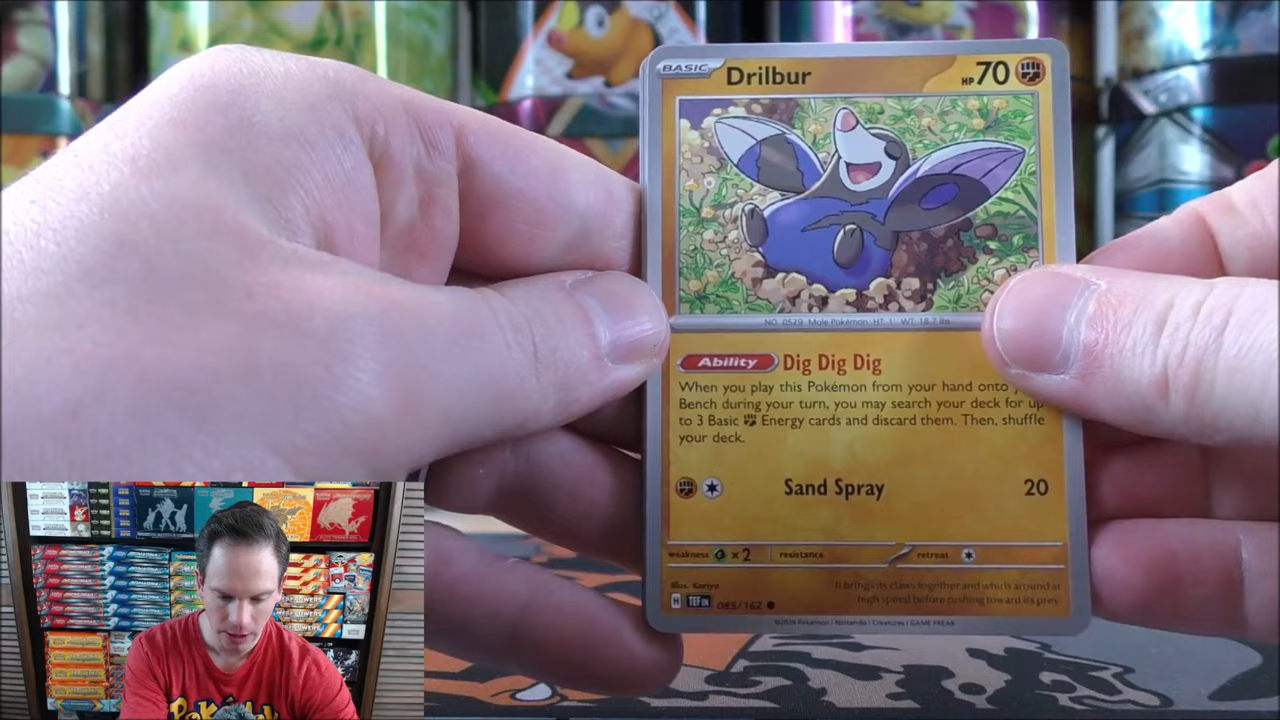 BASIC Drilbur HP 70
NO. 0529 Mole Pokémon HT: 1' WT: 18.7 lbs
Ability Dig Dig Dig
When you play this Pokémon from your hand onto
Bench during your turn, you may search your deck for up
to 3 Basic Energy cards and discard them. Then, shuffle
your deck.
Sand Spray 20
weakness x2 resistance retreat
Illus. Kariya
It brings its claws together and whirls around at
high speed before rushing toward its prey.
H TEF EN 085/162
©2024 Pokémon / Nintendo / Creatures / GAME FREAK
Pokémon